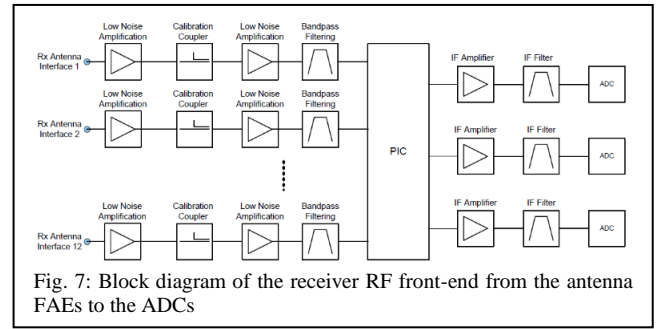 Low Noise Amplification
Calibration Coupler
Low Noise Amplification
Bandpass Filtering
Rx Antenna Interface 1
IF Amplifier
IF Filter
ADC
Low Noise Amplification
Calibration Coupler
Low Noise Amplification
Bandpass Filtering
Rx Antenna Interface 2
PIC
IF Amplifier
IF Filter
ADC
Low Noise Amplification
Calibration Coupler
Low Noise Amplification
Bandpass Filtering
Rx Antenna Interface 12
IF Amplifier
IF Filter
ADC
Fig. 7: Block diagram of the receiver RF front-end from the antenna
FAEs to the ADCs